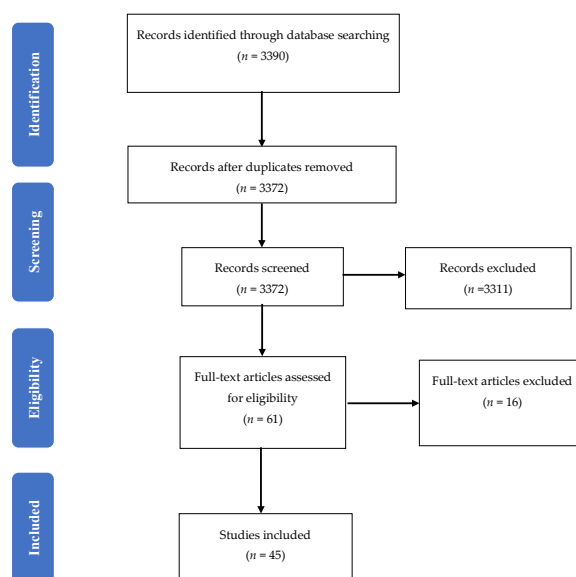 Identification
Records identified through database searching
(n = 3390)
Records after duplicates removed
(n = 3372)
Screening
Records screened
(n = 3372)
Records excluded
(n =3311)
Eligibility
Full-text articles assessed
for eligibility
(n = 61)
Full-text articles excluded
(n = 16)
Included
Studies included
(n = 45)